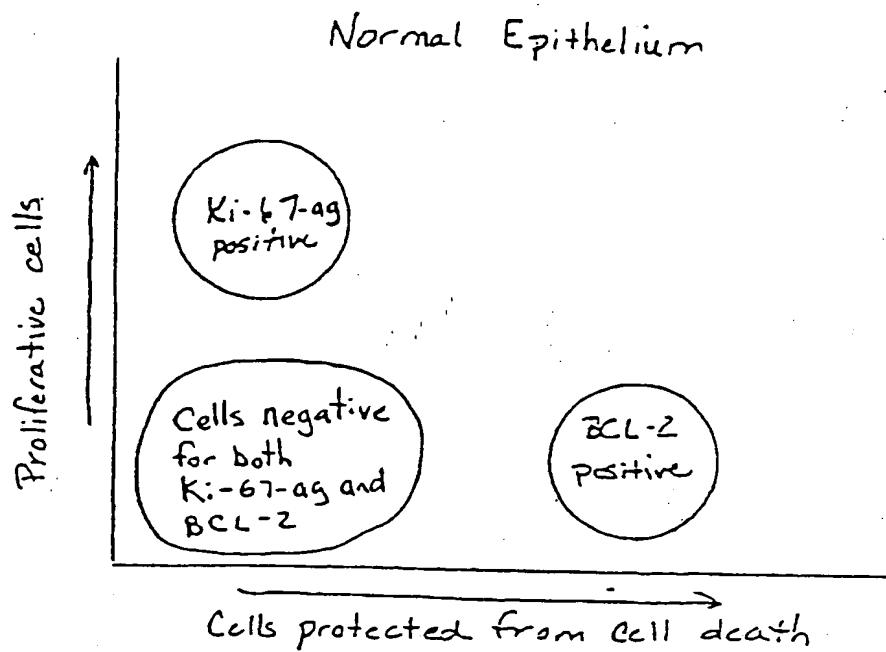 Normal Epithelium
Proliferative cells
Ki-67-ag
positive
Cells negative
for both
Ki-67-ag and
BCL-2
BCL-2
positive
Cells protected from cell death